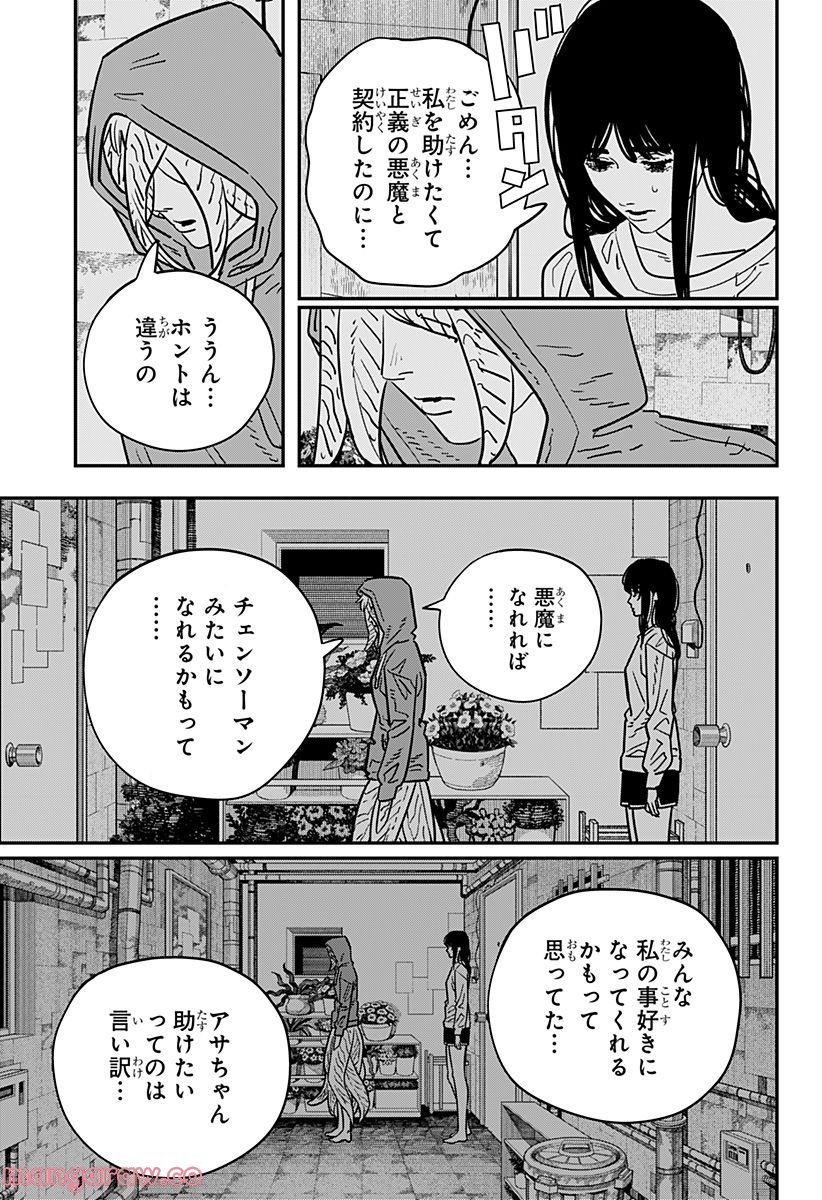 バタン
ごめん…
私を助けたくて
正義の悪魔と
契約したのに…
ううん…
ホントは
違うの
悪魔に
なれれば
……
チェンソーマン
みたいに
なれるかもって
……
みんな
私の事好きに
なってくれる
かもって
思ってた…
アサちゃん
助けたい
ってのは
言い訳…
mangaraw.co